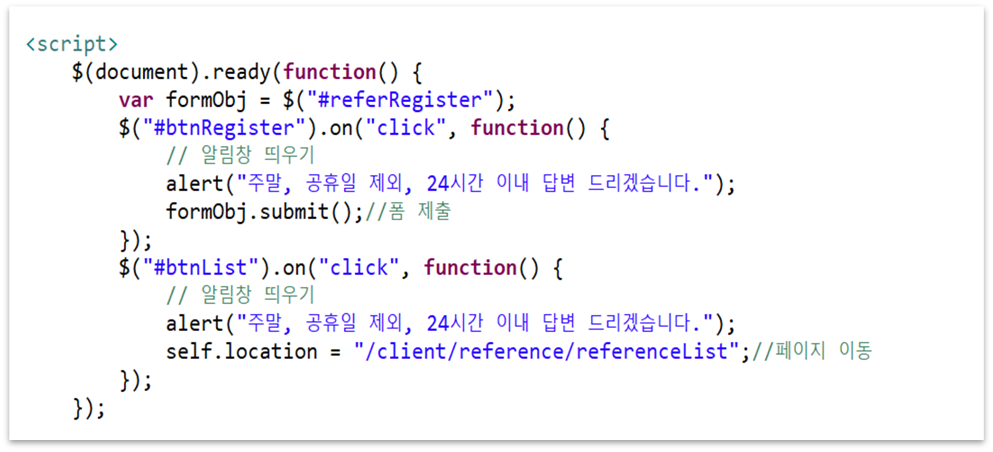 <script>
$(document).ready(function() {
var formObj = $("#referRegister");
$("#btnRegister").on("click", function() {
// 알림창 띄우기
alert("주말, 공휴일 제외, 24시간 이내 답변 드리겠습니다.");
formObj.submit();//폼 제출
});
$("#btnList").on("click", function() {
// 알림창 띄우기
alert("주말, 공휴일 제외, 24시간 이내 답변 드리겠습니다.");
self.location = "/client/reference/referenceList";//페이지 이동
});
});